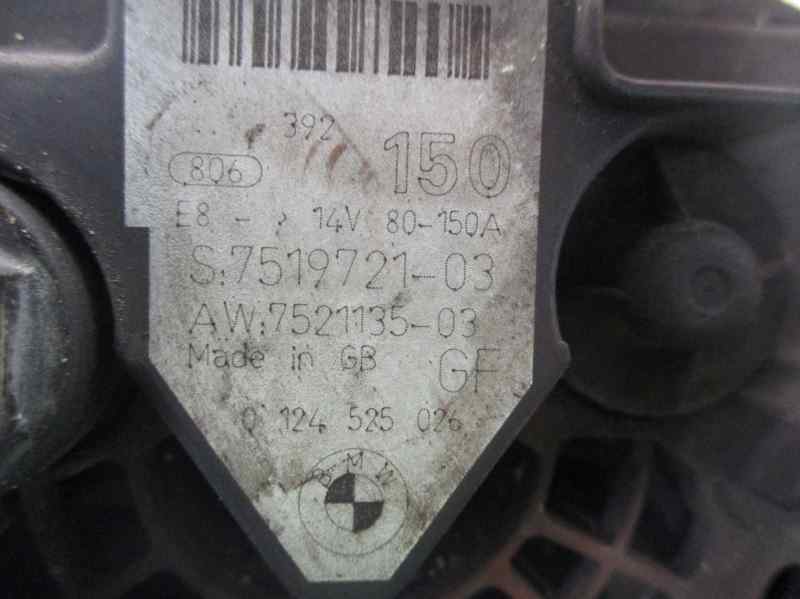 392
806 150
E8 - 14V 80-150A
S:7519721-03
AW:7521135-03
Made in GB GF
0 124 525 026
BMW